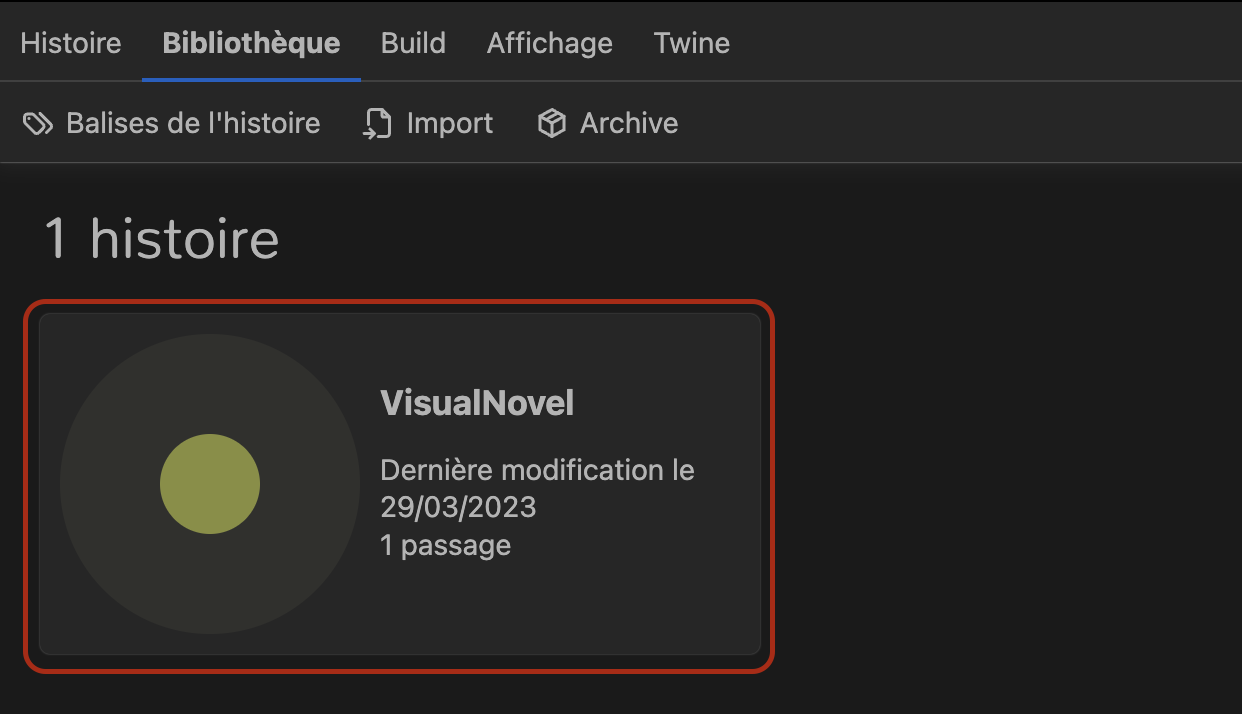 Histoire Bibliothèque Build Affichage Twine
Balises de l'histoire Import Archive
1 histoire
VisualNovel
Dernière modification le
29/03/2023
1 passage